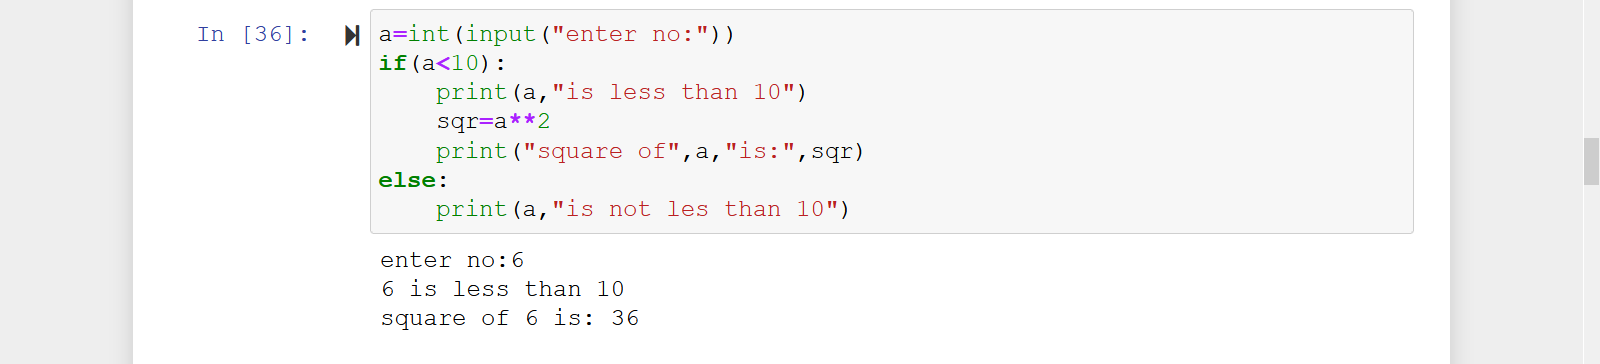 In [36]:
a=int(input("enter no:"))
if(a<10):
    print(a,"is less than 10")
    sqr=a**2
    print("square of",a,"is:",sqr)
else:
    print(a,"is not les than 10")
enter no:6
6 is less than 10
square of 6 is: 36